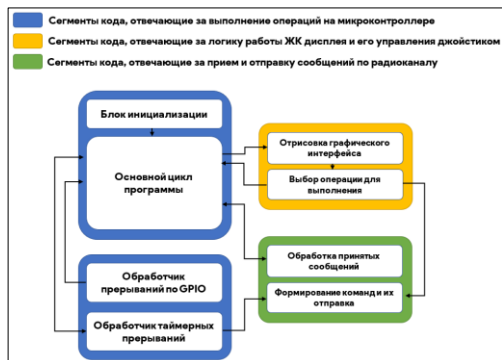 Сегменты кода, отвечающие за выполнение операций на микроконтроллере
Сегменты кода, отвечающие за логику работы ЖК дисплея и его управления джойстиком
Сегменты кода, отвечающие за прием и отправку сообщений по радиоканалу
Блок инициализации
Основной цикл
программы
Отрисовка графического
интерфейса
Выбор операции для
выполнения
Обработка принятых
сообщений
Формирование команд и их
отправка
Обработчик
прерываний по GPIO
Обработчик таймерных
прерываний